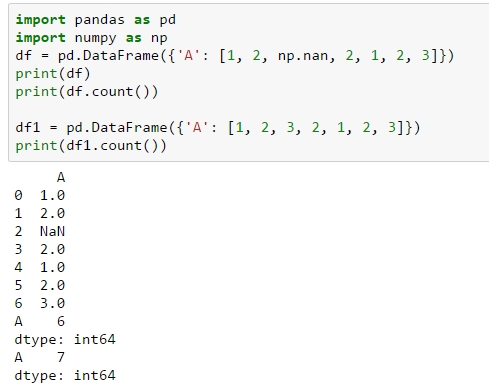 import pandas as pd
import numpy as np
df = pd.DataFrame({'A': [1, 2, np.nan, 2, 1, 2, 3]})
print(df)
print(df.count())

df1 = pd.DataFrame({'A': [1, 2, 3, 2, 1, 2, 3]})
print(df1.count())
     A
0  1.0
1  2.0
2  NaN
3  2.0
4  1.0
5  2.0
6  3.0
A    6
dtype: int64
A    7
dtype: int64